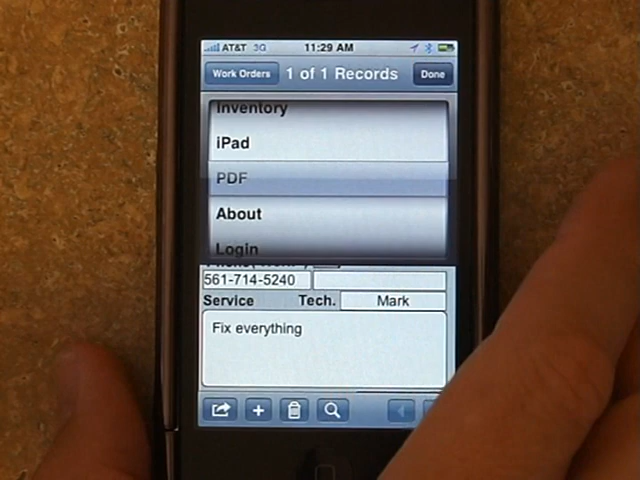 AT&T 3G 11:29 AM
Work Orders 1 of 1 Records Done
Inventory
iPad
PDF
About
Login
561-714-5240
Service Tech. Mark
Fix everything